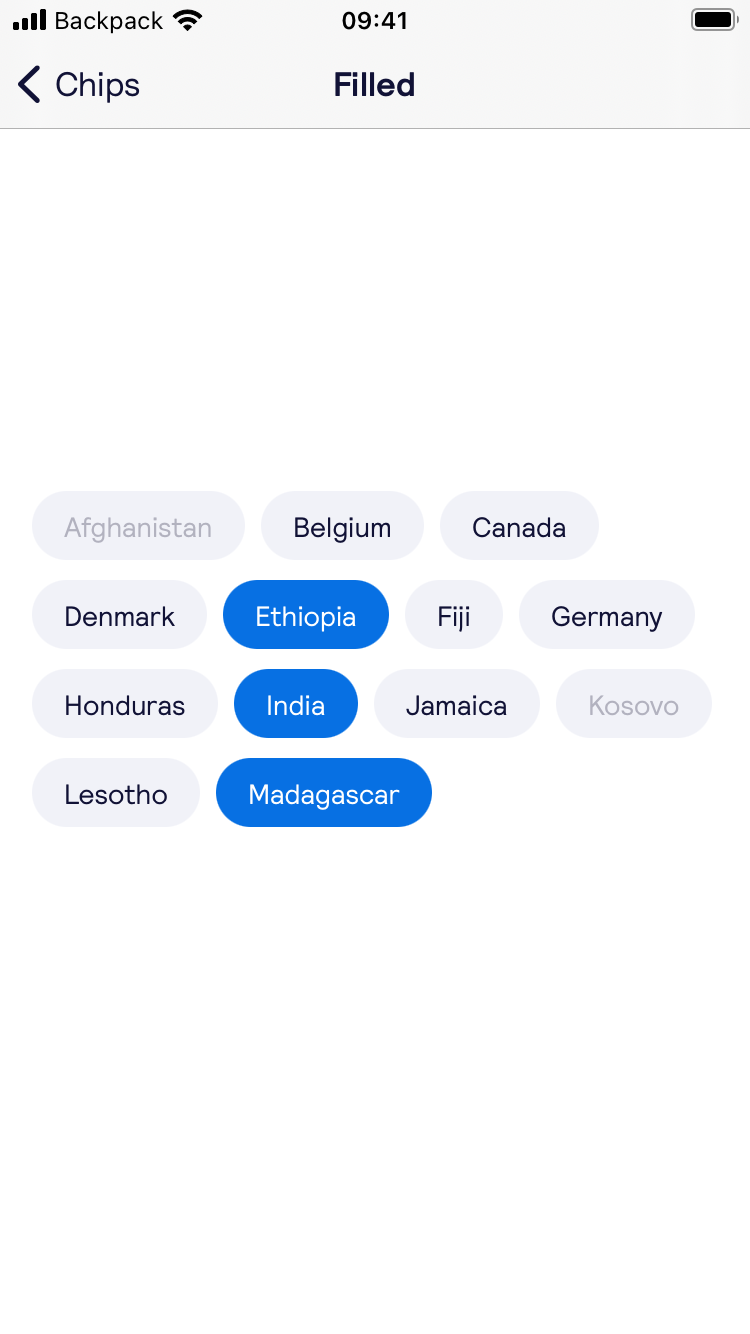 Backpack 09:41
Chips Filled
Afghanistan Belgium Canada
Denmark Ethiopia Fiji Germany
Honduras India Jamaica Kosovo
Lesotho Madagascar